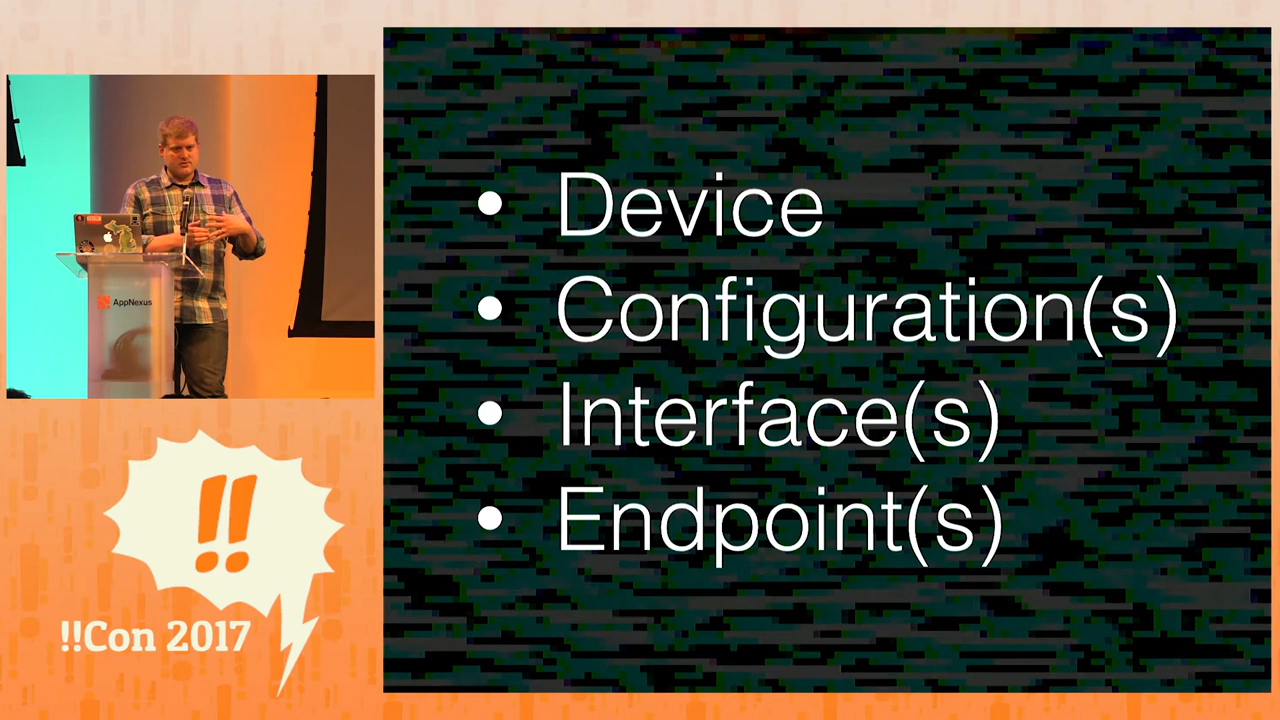 • Device
• Configuration(s)
• Interface(s)
• Endpoint(s)
AppNexus
!!
!!Con 2017